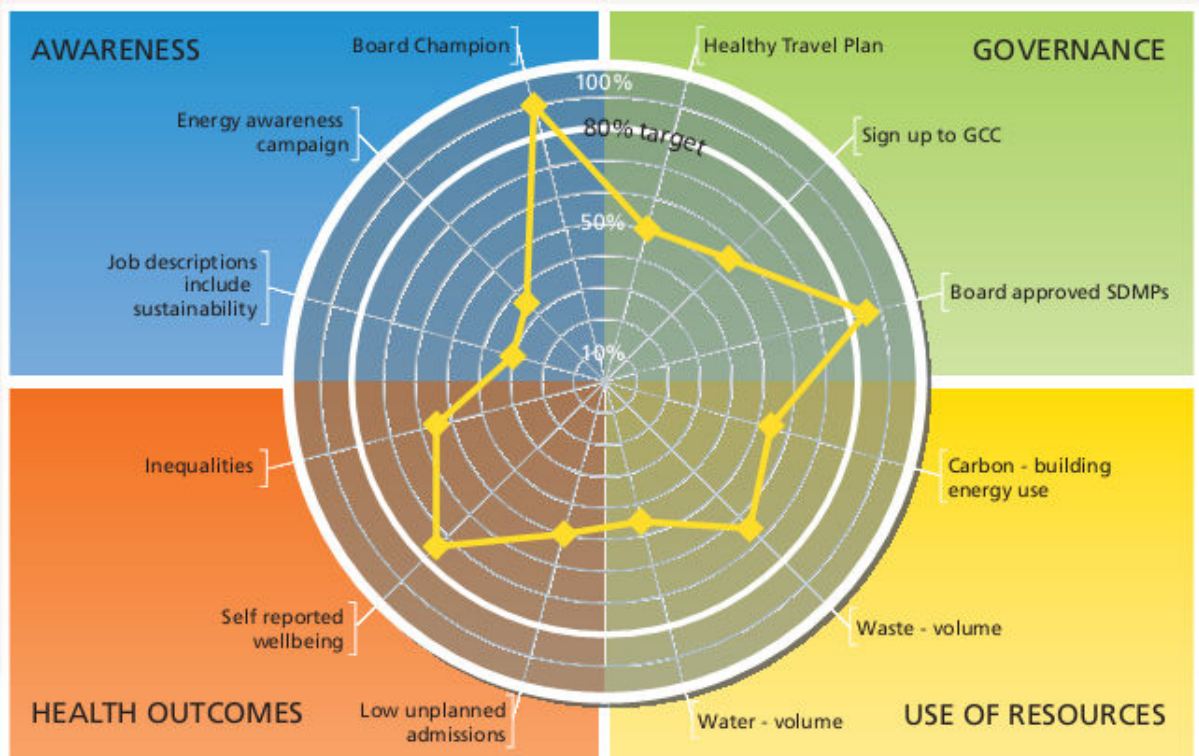 AWARENESS
Board Champion
Healthy Travel Plan
GOVERNANCE
100%
Energy awareness
campaign
80% target
Sign up to GCC
50%
Job descriptions
include
sustainability
Board approved SDMPs
10%
Inequalities
Carbon - building
energy use
Self reported
wellbeing
Waste - volume
HEALTH OUTCOMES
Low unplanned
admissions
Water - volume
USE OF RESOURCES